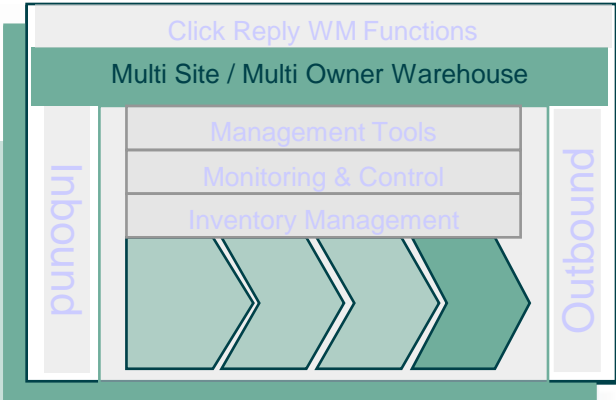 Click Reply WM Functions
Multi Site / Multi Owner Warehouse
Inbound
Management Tools
Monitoring & Control
Inventory Management
Outbound